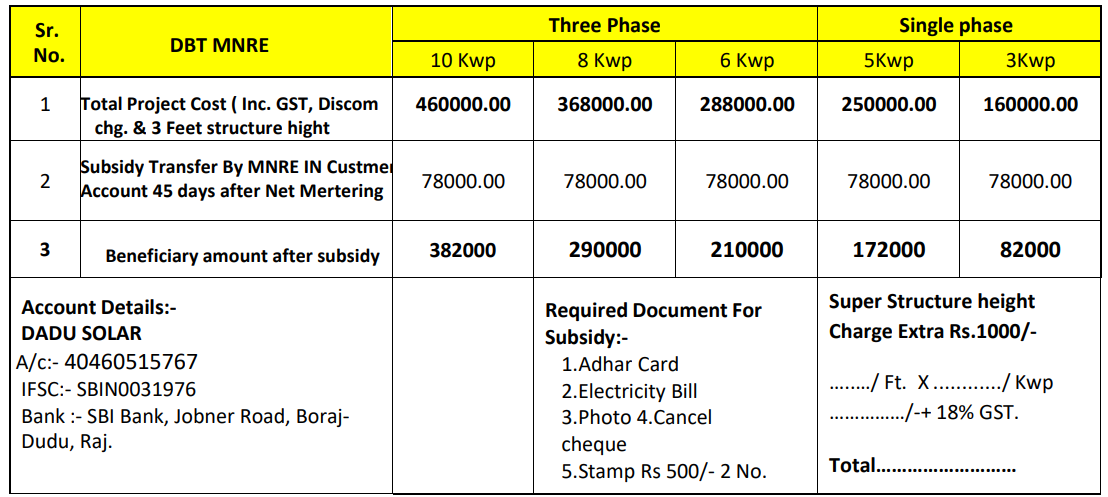 Sr. No.
DBT MNRE
Three Phase
Single phase
10 Kwp
8 Kwp
6 Kwp
5Kwp
3Kwp
1
Total Project Cost ( Inc. GST, Discom
chg. & 3 Feet structure hight
460000.00
368000.00
288000.00
250000.00
160000.00
2
Subsidy Transfer By MNRE IN Custmer
Account 45 days after Net Mertering
78000.00
78000.00
78000.00
78000.00
78000.00
3
Beneficiary amount after subsidy
382000
290000
210000
172000
82000
Account Details:-
DADU SOLAR
A/c:- 40460515767
IFSC:- SBIN0031976
Bank :- SBI Bank, Jobner Road, Boraj-
Dudu, Raj.
Required Document For
Subsidy:-
1.Adhar Card
2.Electricity Bill
3.Photo 4.Cancel
cheque
5.Stamp Rs 500/- 2 No.
Super Structure height
Charge Extra Rs.1000/-
......../ Ft. X ............/ Kwp
.............../-+ 18% GST.
Total............................